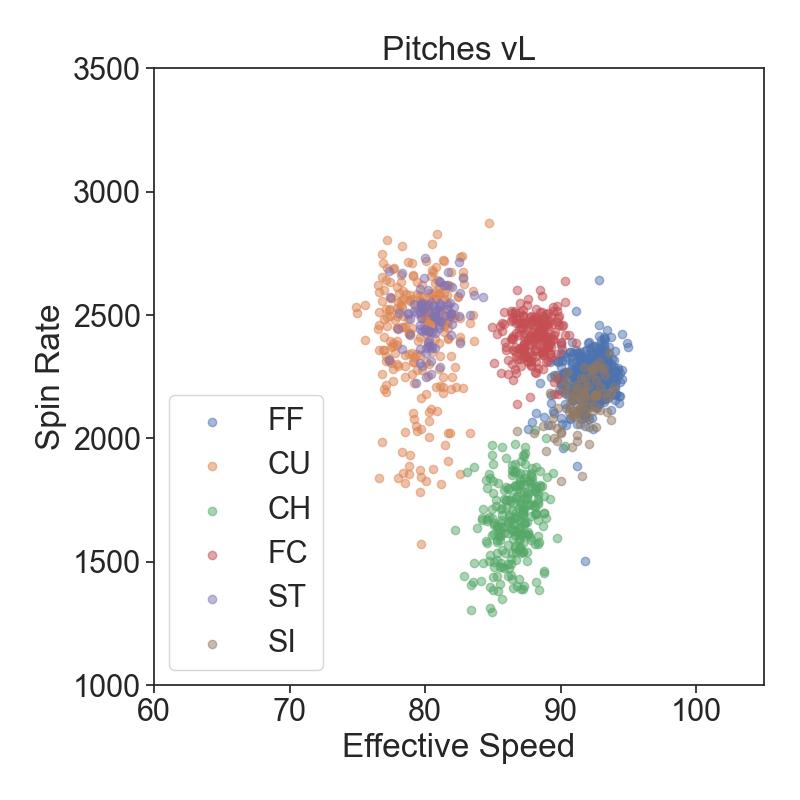 Pitches vL
3500
3000
2500
2000
1500
1000
Spin Rate
FF
CU
CH
FC
ST
SI
60 70 80 90 100
Effective Speed